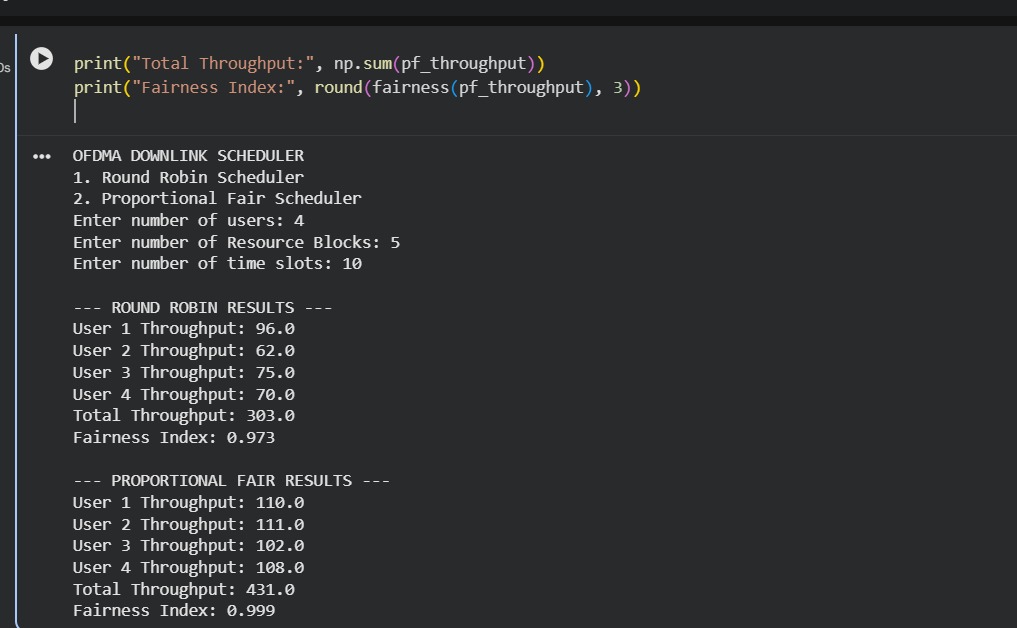 0s
print("Total Throughput:", np.sum(pf_throughput))
print("Fairness Index:", round(fairness(pf_throughput), 3))
OFDMA DOWNLINK SCHEDULER
1. Round Robin Scheduler
2. Proportional Fair Scheduler
Enter number of users: 4
Enter number of Resource Blocks: 5
Enter number of time slots: 10
--- ROUND ROBIN RESULTS ---
User 1 Throughput: 96.0
User 2 Throughput: 62.0
User 3 Throughput: 75.0
User 4 Throughput: 70.0
Total Throughput: 303.0
Fairness Index: 0.973
--- PROPORTIONAL FAIR RESULTS ---
User 1 Throughput: 110.0
User 2 Throughput: 111.0
User 3 Throughput: 102.0
User 4 Throughput: 108.0
Total Throughput: 431.0
Fairness Index: 0.999